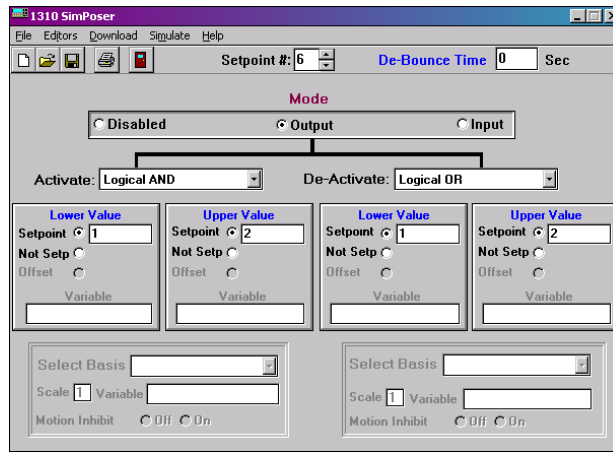 1310 SimPoser
File Editors Download Simulate Help
Setpoint #: 6 De-Bounce Time 0 Sec
Mode
Disabled Output Input
Activate: Logical AND De-Activate: Logical OR
Lower Value Upper Value Lower Value Upper Value
Setpoint 1 Setpoint 2 Setpoint 1 Setpoint 2
Not Setp Not Setp Not Setp Not Setp
Offset Offset Offset Offset
Variable Variable Variable Variable
Select Basis Select Basis
Scale 1 Variable Scale 1 Variable
Motion Inhibit Off On Motion Inhibit Off On